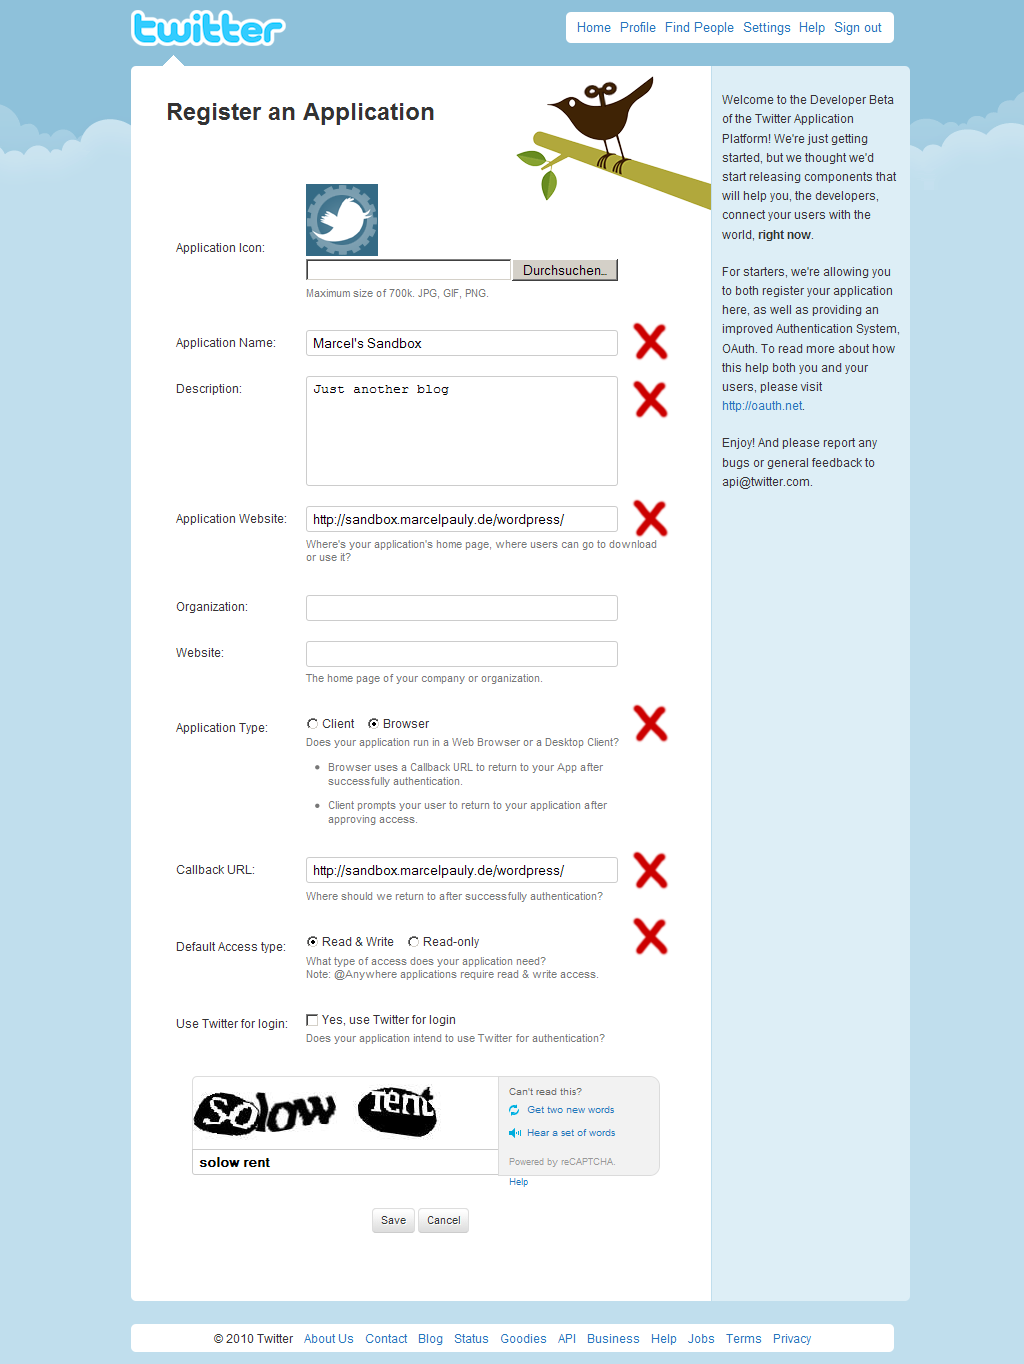 twitter
Home Profile Find People Settings Help Sign out
Register an Application
Application Icon:
Durchsuchen...
Maximum size of 700k. JPG, GIF, PNG.
Application Name:
Marcel's Sandbox
Description:
Just another blog
Application Website:
http://sandbox.marcelpauly.de/wordpress/
Where's your application's home page, where users can go to download
or use it?
Organization:
Website:
The home page of your company or organization.
Application Type:
Client Browser
Does your application run in a Web Browser or a Desktop Client?
• Browser uses a Callback URL to return to your App after
successfully authentication.
• Client prompts your user to return to your application after
approving access.
Callback URL:
http://sandbox.marcelpauly.de/wordpress/
Where should we return to after successfully authentication?
Default Access type:
Read & Write Read-only
What type of access does your application need?
Note: @Anywhere applications require read & write access.
Use Twitter for login:
Yes, use Twitter for login
Does your application intend to use Twitter for authentication?
solow rent
solow rent
Can't read this?
Get two new words
Hear a set of words
Powered by reCAPTCHA.
Help
Save Cancel
Welcome to the Developer Beta
of the Twitter Application
Platform! We're just getting
started, but we thought we'd
start releasing components that
will help you, the developers,
connect your users with the
world, right now.
For starters, we're allowing you
to both register your application
here, as well as providing an
improved Authentication System,
OAuth. To read more about how
this help both you and your
users, please visit
http://oauth.net.
Enjoy! And please report any
bugs or general feedback to
api@twitter.com.
© 2010 Twitter About Us Contact Blog Status Goodies API Business Help Jobs Terms Privacy